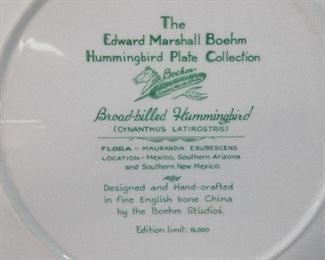 The
Edward Marshall Boehm
Hummingbird Plate Collection
Boehm
Broad-billed Hummingbird
(CYNANTHUS LATIROSTRIS)
FLORA - MAURANDIA ERUBESCENS
LOCATION - Mexico, Southern Arizona
and Southern New Mexico.
Designed and Hand-crafted
in fine English bone China
by the Boehm Studios.
Edition limit: 15,000